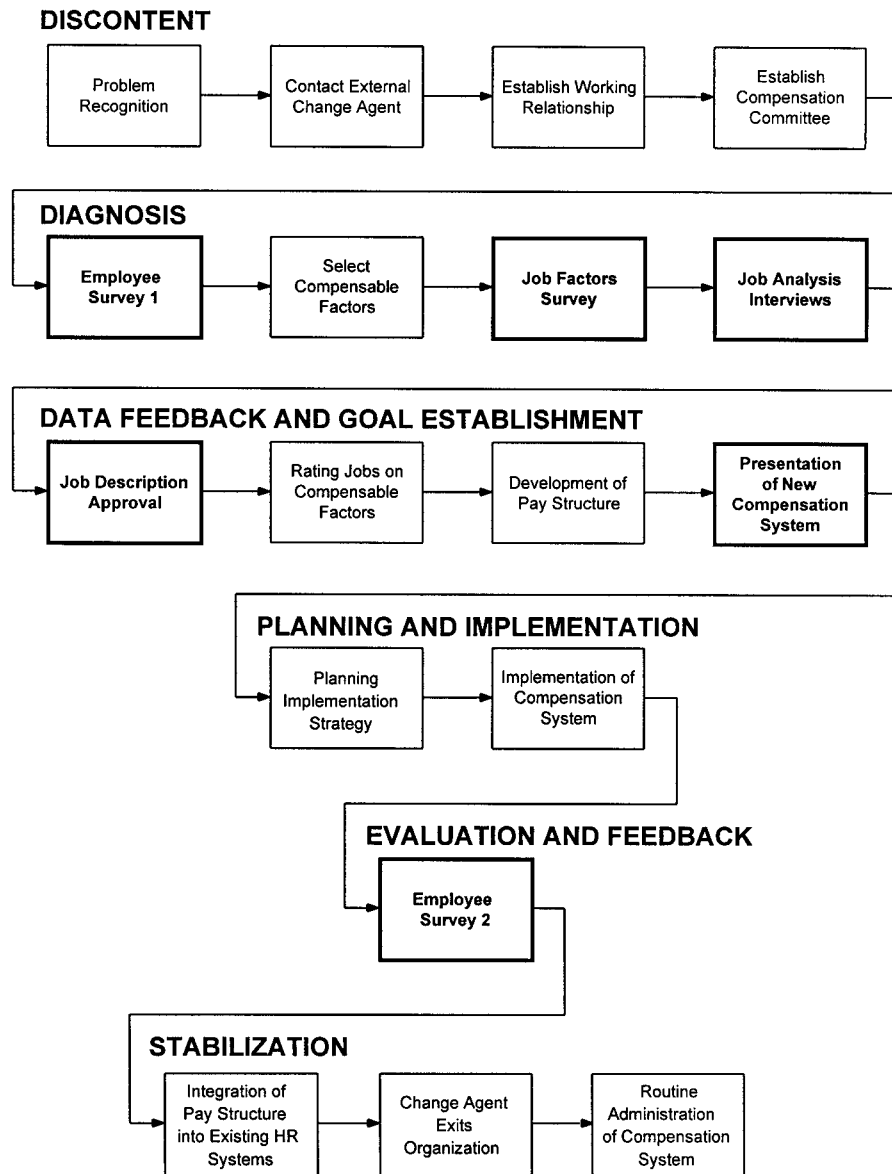 DISCONTENT
Problem
Recognition
Contact External
Change Agent
Establish Working
Relationship
Establish
Compensation
Committee
DIAGNOSIS
Employee
Survey 1
Select
Compensable
Factors
Job Factors
Survey
Job Analysis
Interviews
DATA FEEDBACK AND GOAL ESTABLISHMENT
Job Description
Approval
Rating Jobs on
Compensable
Factors
Development of
Pay Structure
Presentation
of New
Compensation
System
PLANNING AND IMPLEMENTATION
Planning
Implementation
Strategy
Implementation of
Compensation
System
EVALUATION AND FEEDBACK
Employee
Survey 2
STABILIZATION
Integration of
Pay Structure
into Existing HR
Systems
Change Agent
Exits
Organization
Routine
Administration
of Compensation
System